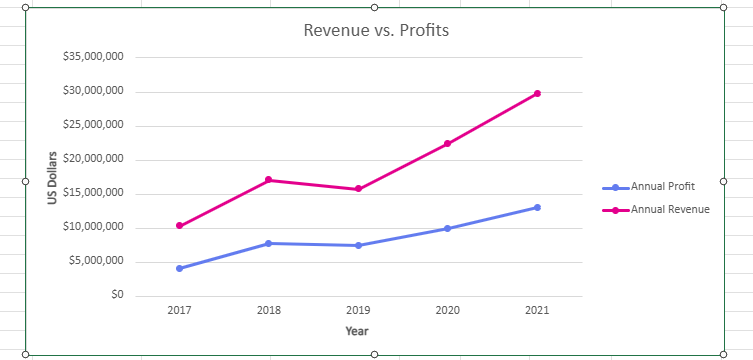 Revenue vs. Profits
$35,000,000
$30,000,000
$25,000,000
$20,000,000
$15,000,000
$10,000,000
$5,000,000
$0
US Dollars
2017 2018 2019 2020 2021
Year
Annual Profit
Annual Revenue